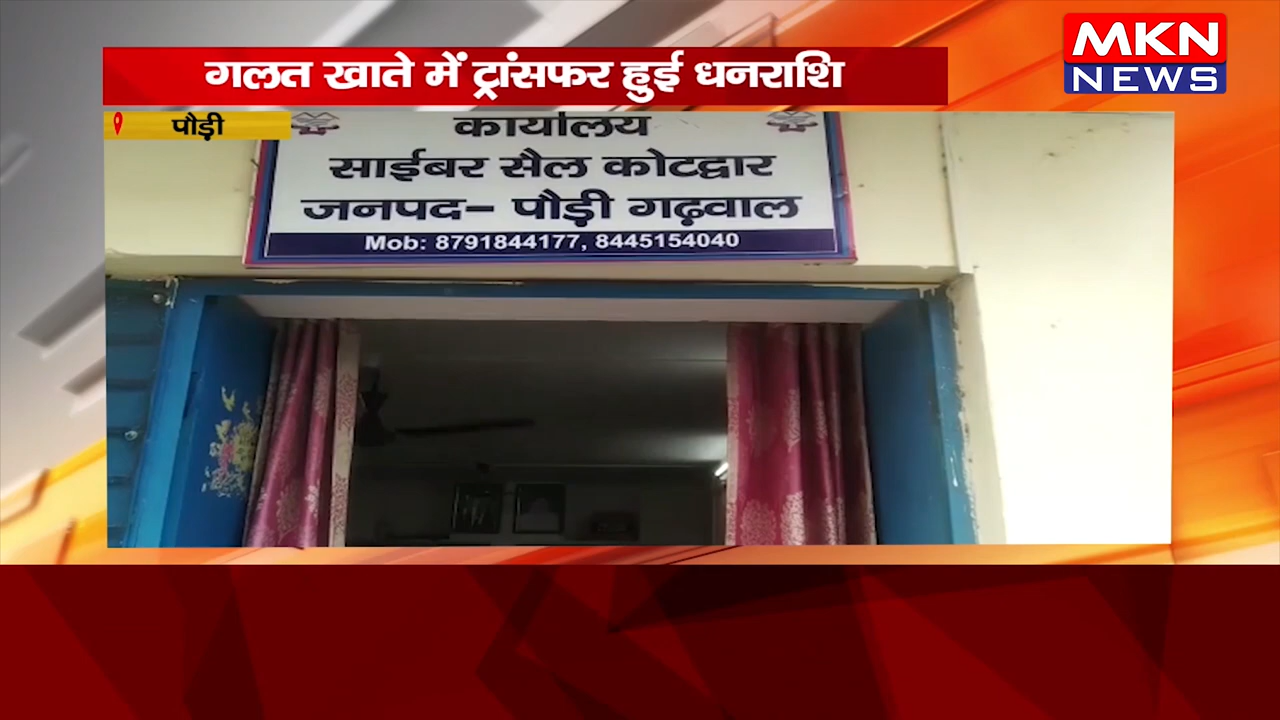 MKN
NEWS
गलत खाते में ट्रांसफर हुई धनराशि
पौड़ी
कार्यालय
साईबर सैल कोटद्वार
जनपद- पौड़ी गढ़वाल
Mob: 8791844177, 8445154040